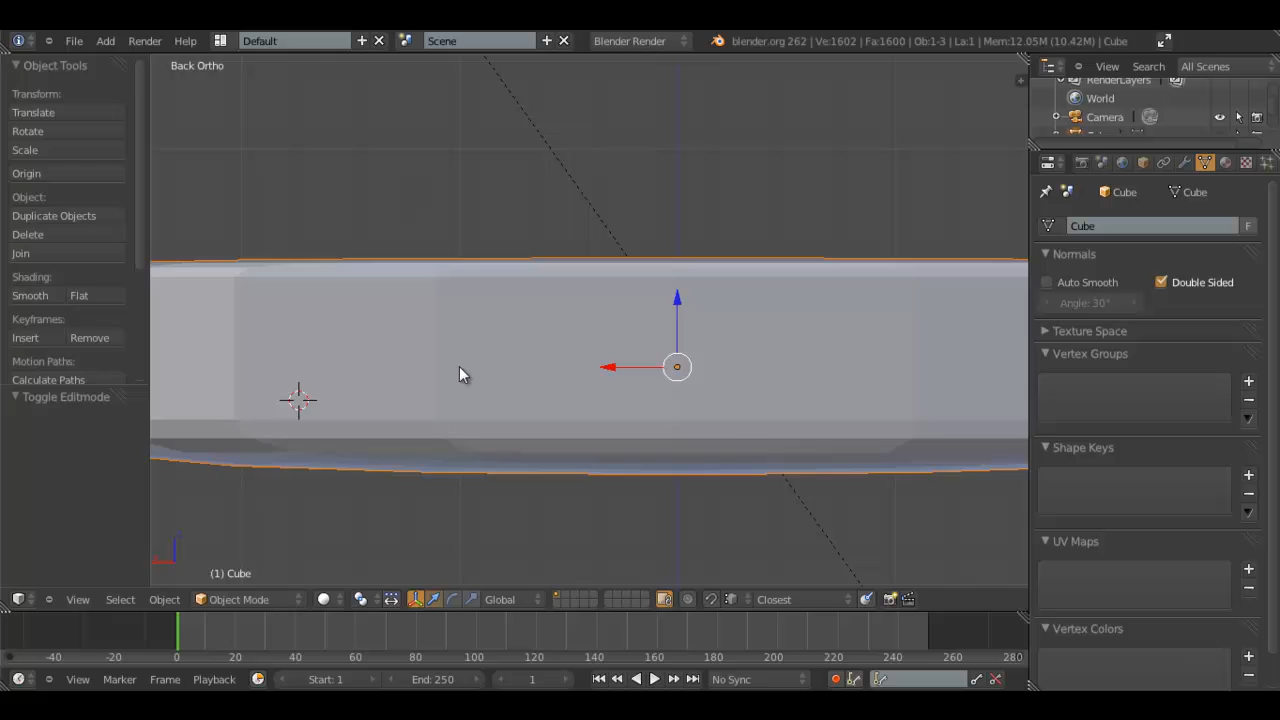 File Add Render Help Default Scene Blender Render blender.org 262 | Ve:1602 | Fa:1600 | Ob:1-3 | La:1 | Mem:12.05M (10.42M) | Cube
Object Tools
Transform:
Translate
Rotate
Scale
Origin
Object:
Duplicate Objects
Delete
Join
Shading:
Smooth Flat
Keyframes:
Insert Remove
Motion Paths:
Calculate Paths
Toggle Editmode
Back Ortho
(1) Cube
View Select Object Object Mode Global Closest
-40 -20 0 20 40 60 80 100 120 140 160 180 200 220 240 260 280
View Marker Frame Playback Start: 1 End: 250 1 No Sync
View Search All Scenes
RenderLayers
World
Camera
Cube Cube
Cube F
Normals
Auto Smooth Double Sided
Angle: 30°
Texture Space
Vertex Groups
Shape Keys
UV Maps
Vertex Colors